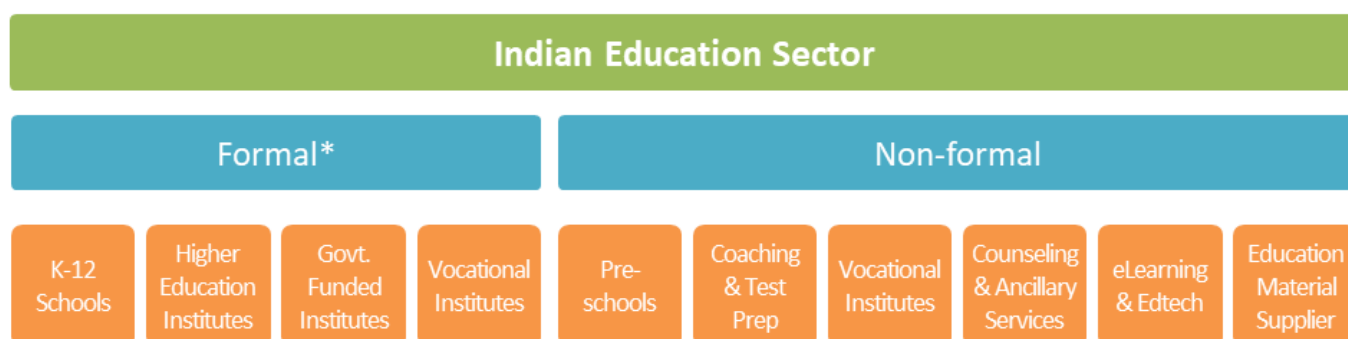 Indian Education Sector
Formal*
Non-formal
K-12
Schools
Higher
Education
Institutes
Govt.
Funded
Institutes
Vocational
Institutes
Pre-
schools
Coaching
& Test
Prep
Vocational
Institutes
Counseling
& Ancillary
Services
eLearning
& Edtech
Education
Material
Supplier